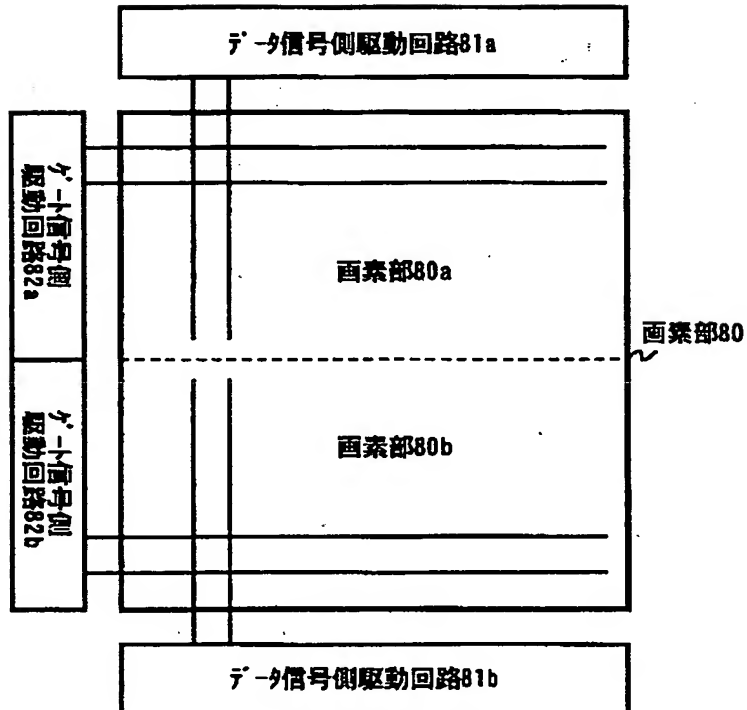 データ信号側駆動回路81a
ゲート信号側
駆動回路82a
画素部80a
画素部80
ゲート信号側
駆動回路82b
画素部80b
データ信号側駆動回路81b